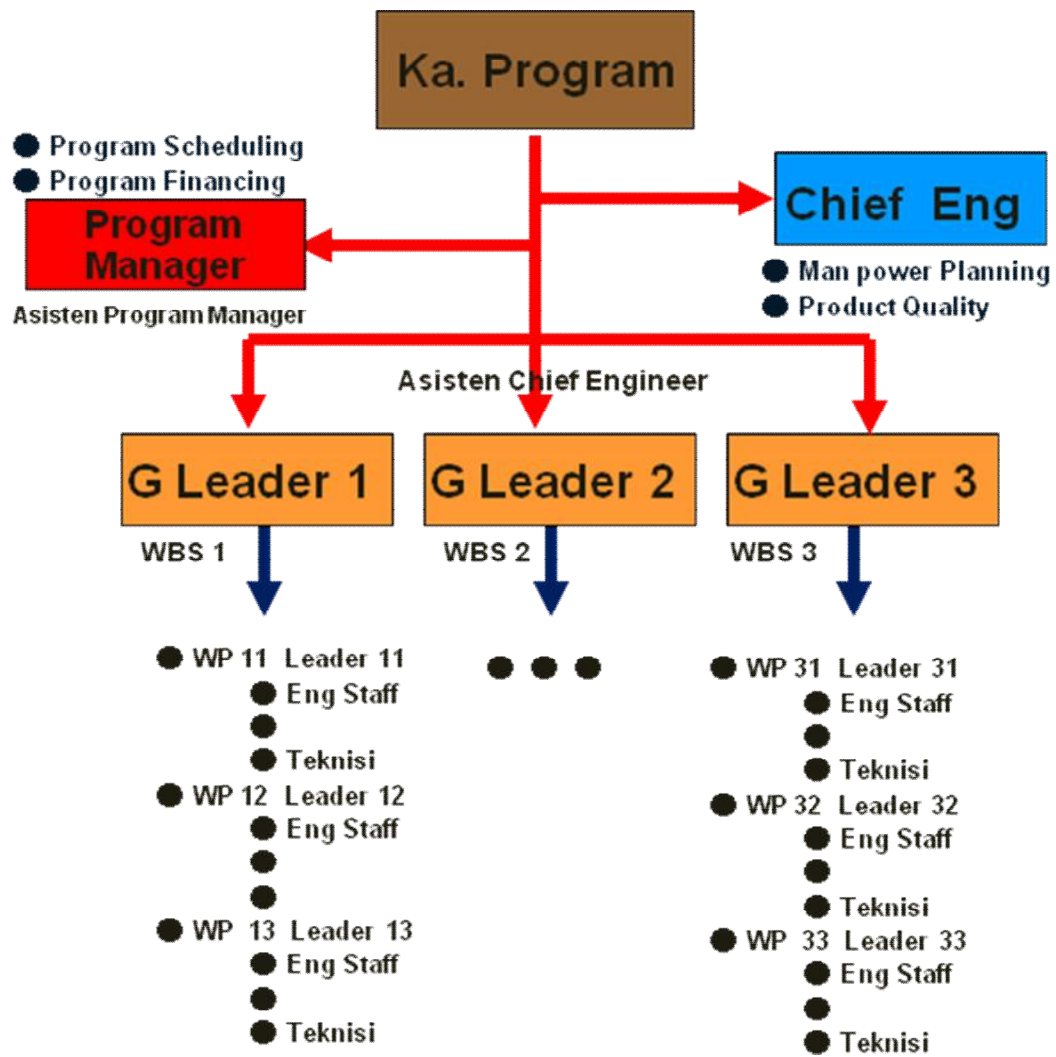 Ka. Program
Program Scheduling
Program Financing
Program
Manager
Asisten Program Manager
Chief Eng
Man power Planning
Product Quality
Asisten Chief Engineer
G Leader 1
G Leader 2
G Leader 3
WBS 1
WBS 2
WBS 3
WP 11 Leader 11
Eng Staff
Teknisi
WP 12 Leader 12
Eng Staff
WP 13 Leader 13
Eng Staff
Teknisi
WP 31 Leader 31
Eng Staff
Teknisi
WP 32 Leader 32
Eng Staff
Teknisi
WP 33 Leader 33
Eng Staff
Teknisi